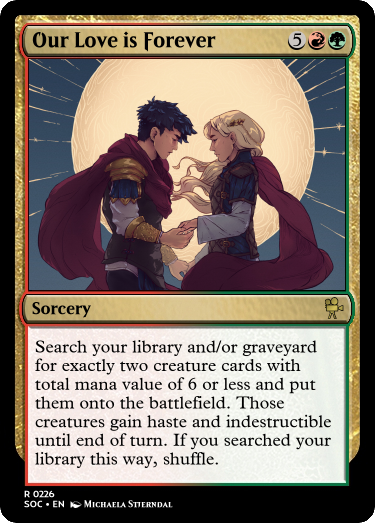 Our Love is Forever 5
Sorcery
Search your library and/or graveyard
for exactly two creature cards with
total mana value of 6 or less and put
them onto the battlefield. Those
creatures gain haste and indestructible
until end of turn. If you searched your
library this way, shuffle.
R 0226
SOC • EN Michaela Stjerndal